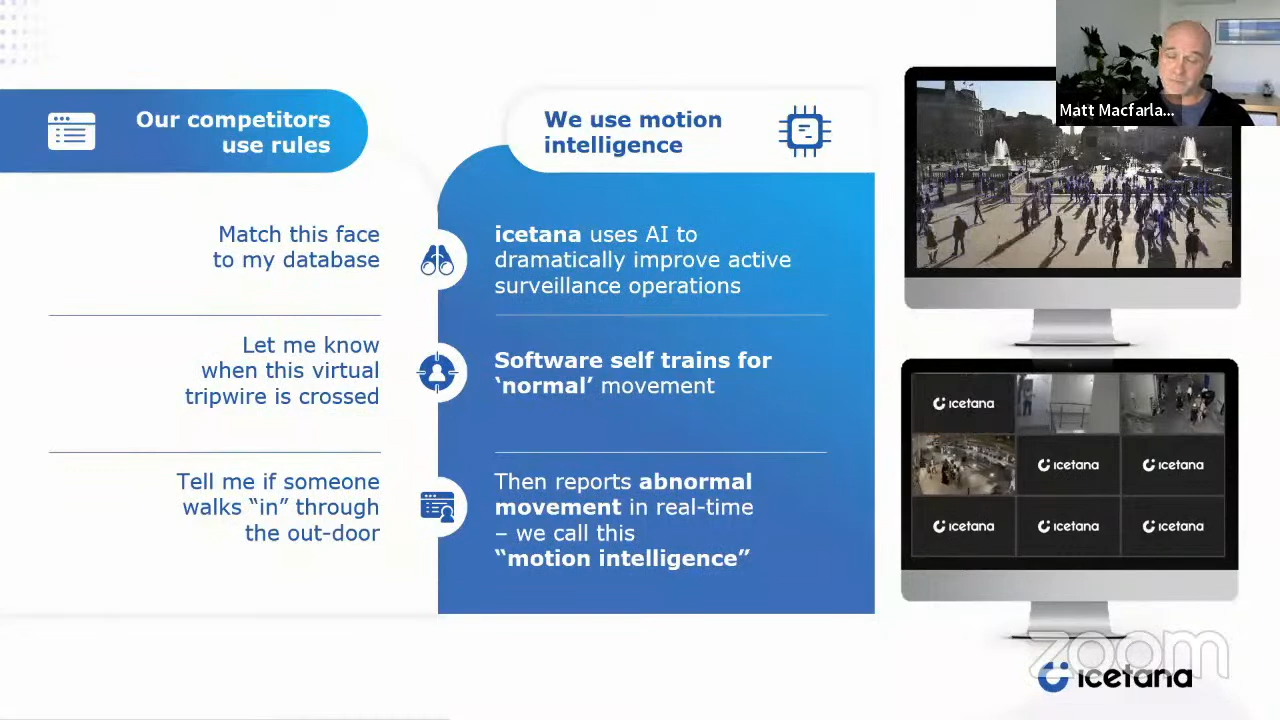 Our competitors
use rules
We use motion
intelligence
Matt Macfarla...
Match this face
to my database
icetana uses AI to
dramatically improve active
surveillance operations
Let me know
when this virtual
tripwire is crossed
Software self trains for
‘normal’ movement
Tell me if someone
walks “in” through
the out-door
Then reports abnormal
movement in real-time
– we call this
“motion intelligence”
icetana
icetana
icetana
icetana
icetana
icetana
zoom
icetana